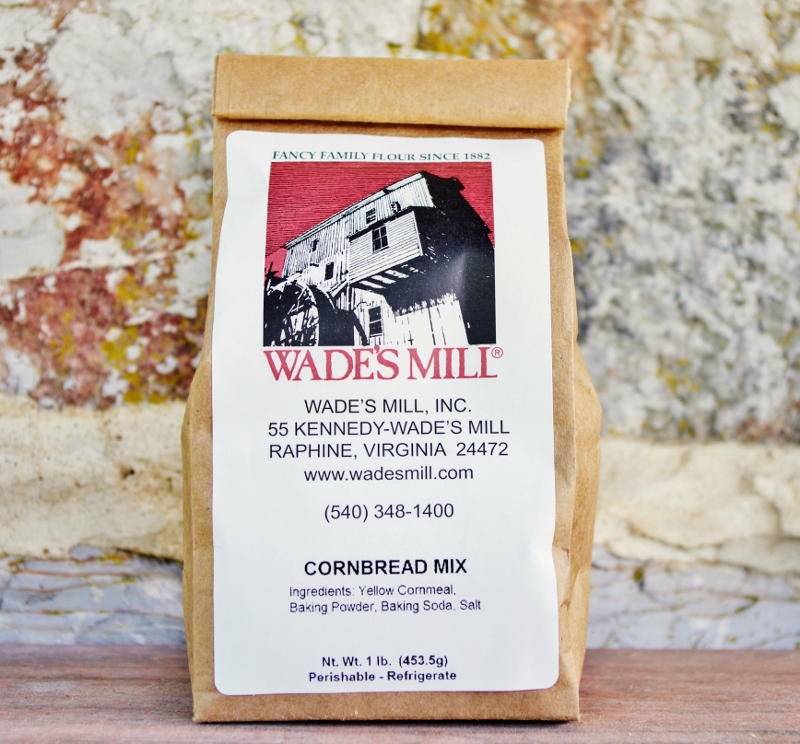 FANCY FAMILY FLOUR SINCE 1882
WADE'S MILL®
WADE'S MILL, INC.
55 KENNEDY-WADE'S MILL
RAPHINE, VIRGINIA 24472
www.wadesmill.com
(540) 348-1400
CORNBREAD MIX
Ingredients: Yellow Cornmeal,
Baking Powder, Baking Soda, Salt
Nt. Wt. 1 lb. (453.5g)
Perishable - Refrigerate